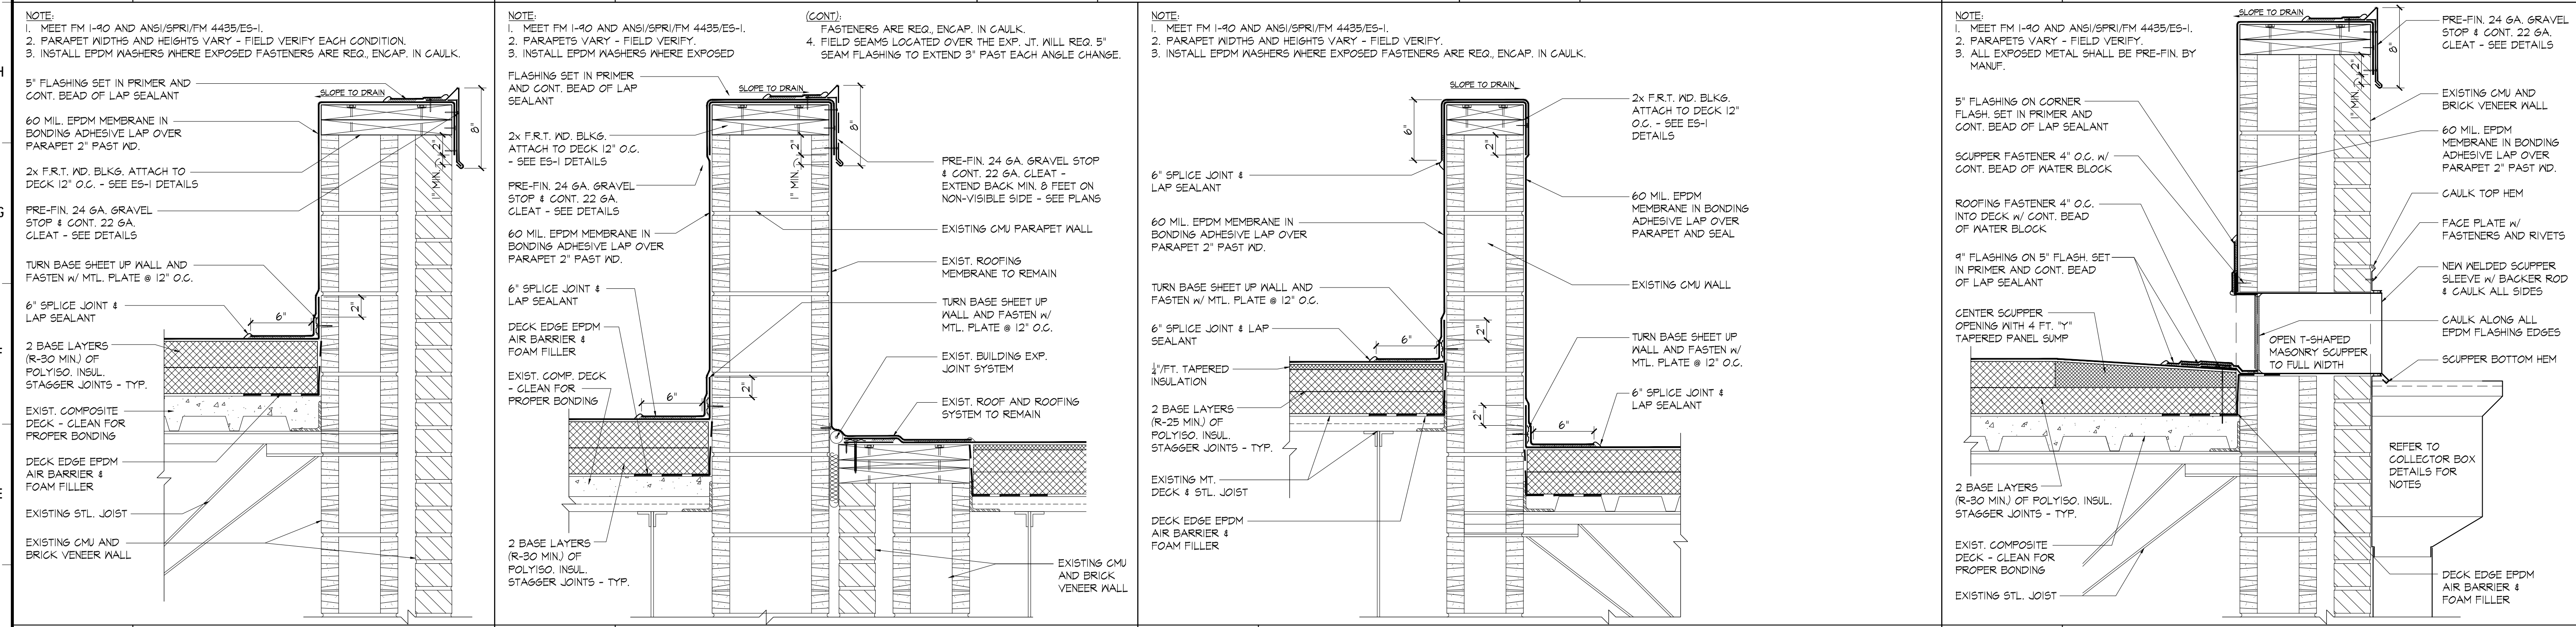 NOTE:
1. MEET FM 1-90 AND ANSI/SPRI/FM 4435/ES-1.
2. PARAPET WIDTHS AND HEIGHTS VARY - FIELD VERIFY EACH CONDITION.
3. INSTALL EPDM WASHERS WHERE EXPOSED FASTENERS ARE REQ., ENCAP. IN CAULK.
5" FLASHING SET IN PRIMER AND
CONT. BEAD OF LAP SEALANT
60 MIL. EPDM MEMBRANE IN
BONDING ADHESIVE LAP OVER
PARAPET 2" PAST WD.
2x F.R.T. WD. BLKG. ATTACH TO
DECK 12" O.C. - SEE ES-1 DETAILS
PRE-FIN. 24 GA. GRAVEL
STOP & CONT. 22 GA.
CLEAT - SEE DETAILS
TURN BASE SHEET UP WALL AND
FASTEN W/ MTL. PLATE @ 12" O.C.
6" SPLICE JOINT &
LAP SEALANT
2 BASE LAYERS
(R-30 MIN.) OF
POLYISO. INSUL.
STAGGER JOINTS - TYP.
EXIST. COMPOSITE
DECK - CLEAN FOR
PROPER BONDING
DECK EDGE EPDM
AIR BARRIER &
FOAM FILLER
EXISTING STL. JOIST
EXISTING CMU AND
BRICK VENEER WALL
SLOPE TO DRAIN
8"
2"
1" MIN.
2"
6"
NOTE:
1. MEET FM 1-90 AND ANSI/SPRI/FM 4435/ES-1.
2. PARAPETS VARY - FIELD VERIFY.
3. INSTALL EPDM WASHERS WHERE EXPOSED
(CONT):
FASTENERS ARE REQ., ENCAP. IN CAULK.
4. FIELD SEAMS LOCATED OVER THE EXP. JT. WILL REQ. 5"
SEAM FLASHING TO EXTEND 3" PAST EACH ANGLE CHANGE.
FLASHING SET IN PRIMER
AND CONT. BEAD OF LAP
SEALANT
2x F.R.T. WD. BLKG.
ATTACH TO DECK 12" O.C.
- SEE ES-1 DETAILS
PRE-FIN. 24 GA. GRAVEL
STOP & CONT. 22 GA.
CLEAT - SEE DETAILS
60 MIL. EPDM MEMBRANE IN
BONDING ADHESIVE LAP OVER
PARAPET 2" PAST WD.
6" SPLICE JOINT &
LAP SEALANT
DECK EDGE EPDM
AIR BARRIER &
FOAM FILLER
EXIST. COMP. DECK
- CLEAN FOR
PROPER BONDING
2 BASE LAYERS
(R-30 MIN.) OF
POLYISO. INSUL.
STAGGER JOINTS - TYP.
SLOPE TO DRAIN
8"
2"
1" MIN.
2"
6"
PRE-FIN. 24 GA. GRAVEL STOP
& CONT. 22 GA. CLEAT -
EXTEND BACK MIN. 8 FEET ON
NON-VISIBLE SIDE - SEE PLANS
EXISTING CMU PARAPET WALL
EXIST. ROOFING
MEMBRANE TO REMAIN
TURN BASE SHEET UP
WALL AND FASTEN W/
MTL. PLATE @ 12" O.C.
EXIST. BUILDING EXP.
JOINT SYSTEM
EXIST. ROOF AND ROOFING
SYSTEM TO REMAIN
EXISTING CMU
AND BRICK
VENEER WALL
NOTE:
1. MEET FM 1-90 AND ANSI/SPRI/FM 4435/ES-1.
2. PARAPET WIDTHS AND HEIGHTS VARY - FIELD VERIFY.
3. INSTALL EPDM WASHERS WHERE EXPOSED FASTENERS ARE REQ., ENCAP. IN CAULK.
6" SPLICE JOINT &
LAP SEALANT
60 MIL. EPDM MEMBRANE IN
BONDING ADHESIVE LAP OVER
PARAPET 2" PAST WD.
TURN BASE SHEET UP WALL AND
FASTEN W/ MTL. PLATE @ 12" O.C.
6" SPLICE JOINT & LAP
SEALANT
¼"/FT. TAPERED
INSULATION
2 BASE LAYERS
(R-25 MIN.) OF
POLYISO. INSUL.
STAGGER JOINTS - TYP.
EXISTING MT.
DECK & STL. JOIST
DECK EDGE EPDM
AIR BARRIER &
FOAM FILLER
SLOPE TO DRAIN
6"
2"
6"
2"
2"
6"
2x F.R.T. WD. BLKG.
ATTACH TO DECK 12"
O.C. - SEE ES-1
DETAILS
60 MIL. EPDM
MEMBRANE IN BONDING
ADHESIVE LAP OVER
PARAPET AND SEAL
EXISTING CMU WALL
TURN BASE SHEET UP
WALL AND FASTEN W/
MTL. PLATE @ 12" O.C.
6" SPLICE JOINT &
LAP SEALANT
NOTE:
1. MEET FM 1-90 AND ANSI/SPRI/FM 4435/ES-1.
2. PARAPETS VARY - FIELD VERIFY.
3. ALL EXPOSED METAL SHALL BE PRE-FIN. BY
MANUF.
5" FLASHING ON CORNER
FLASH. SET IN PRIMER AND
CONT. BEAD OF LAP SEALANT
SCUPPER FASTENER 4" O.C. W/
CONT. BEAD OF WATER BLOCK
ROOFING FASTENER 4" O.C.
INTO DECK W/ CONT. BEAD
OF WATER BLOCK
9" FLASHING ON 5" FLASH. SET
IN PRIMER AND CONT. BEAD
OF LAP SEALANT
CENTER SCUPPER
OPENING WITH 4 FT. "Y"
TAPERED PANEL SUMP
2 BASE LAYERS
(R-30 MIN.) OF POLYISO. INSUL.
STAGGER JOINTS - TYP.
EXIST. COMPOSITE
DECK - CLEAN FOR
PROPER BONDING
EXISTING STL. JOIST
SLOPE TO DRAIN
8"
2"
1" MIN.
OPEN T-SHAPED
MASONRY SCUPPER
TO FULL WIDTH
REFER TO
COLLECTOR BOX
DETAILS FOR
NOTES
PRE-FIN. 24 GA. GRAVEL
STOP & CONT. 22 GA.
CLEAT - SEE DETAILS
EXISTING CMU AND
BRICK VENEER WALL
60 MIL. EPDM
MEMBRANE IN BONDING
ADHESIVE LAP OVER
PARAPET 2" PAST WD.
CAULK TOP HEM
FACE PLATE W/
FASTENERS AND RIVETS
NEW WELDED SCUPPER
SLEEVE W/ BACKER ROD
& CAULK ALL SIDES
CAULK ALONG ALL
EPDM FLASHING EDGES
SCUPPER BOTTOM HEM
DECK EDGE EPDM
AIR BARRIER &
FOAM FILLER